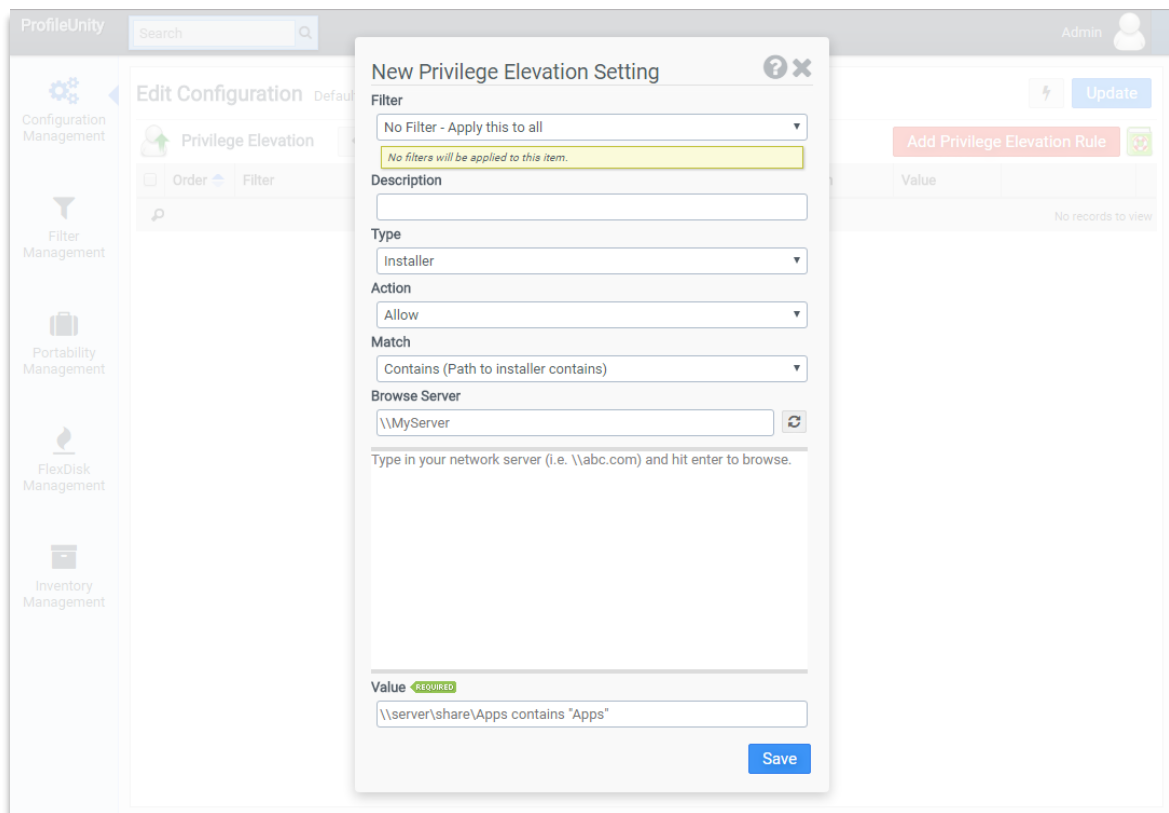 ProfileUnity
Search
Admin
Configuration
Management
Filter
Management
Portability
Management
FlexDisk
Management
Inventory
Management
Edit Configuration Defaul
Update
Privilege Elevation
Add Privilege Elevation Rule
Order Filter Value
No records to view
New Privilege Elevation Setting
Filter
No Filter - Apply this to all
No filters will be applied to this item.
Description
Type
Installer
Action
Allow
Match
Contains (Path to installer contains)
Browse Server
\\MyServer
Type in your network server (i.e. \\abc.com) and hit enter to browse.
Value REQUIRED
\\server\share\Apps contains "Apps"
Save